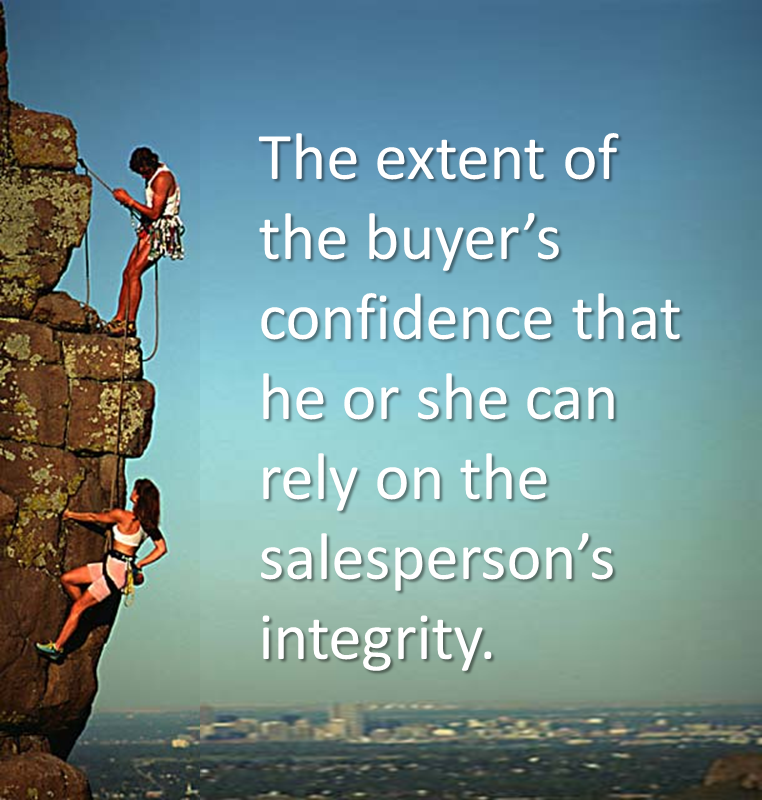 The extent of
the buyer’s
confidence that
he or she can
rely on the
salesperson’s
integrity.